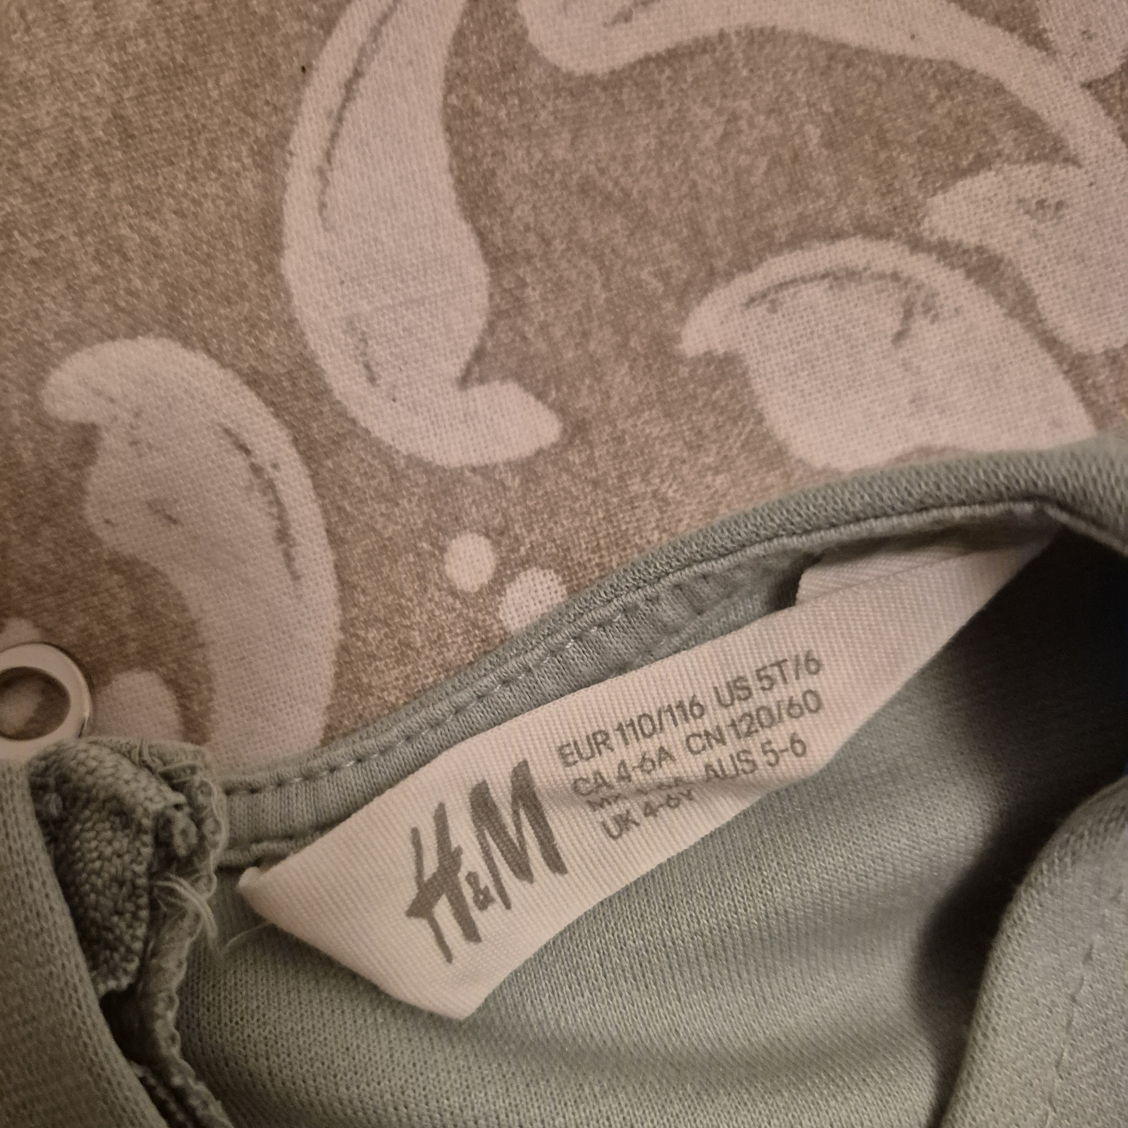 H&M
EUR 110/116 US 5T/6
CA 4-6A CN 120/60
AUS 5-6
UK 4-6Y